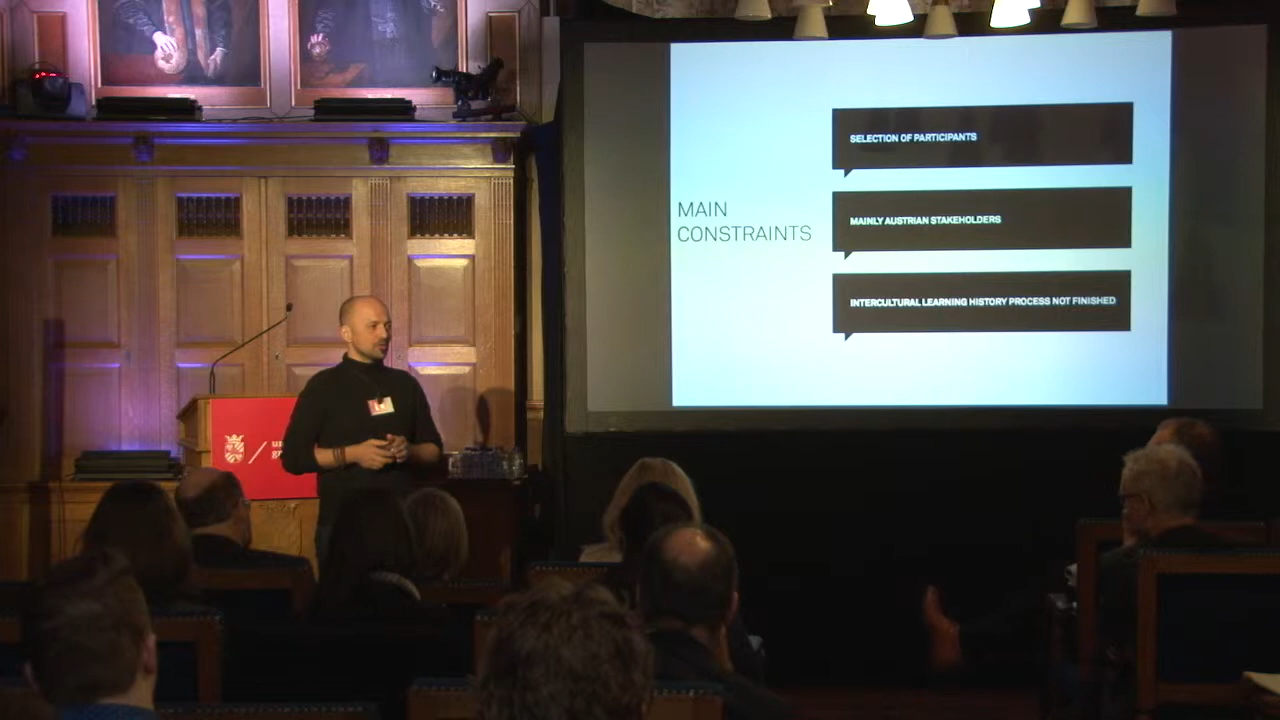 MAIN
CONSTRAINTS
SELECTION OF PARTICIPANTS
MAINLY AUSTRIAN STAKEHOLDERS
INTERCULTURAL LEARNING HISTORY PROCESS NOT FINISHED